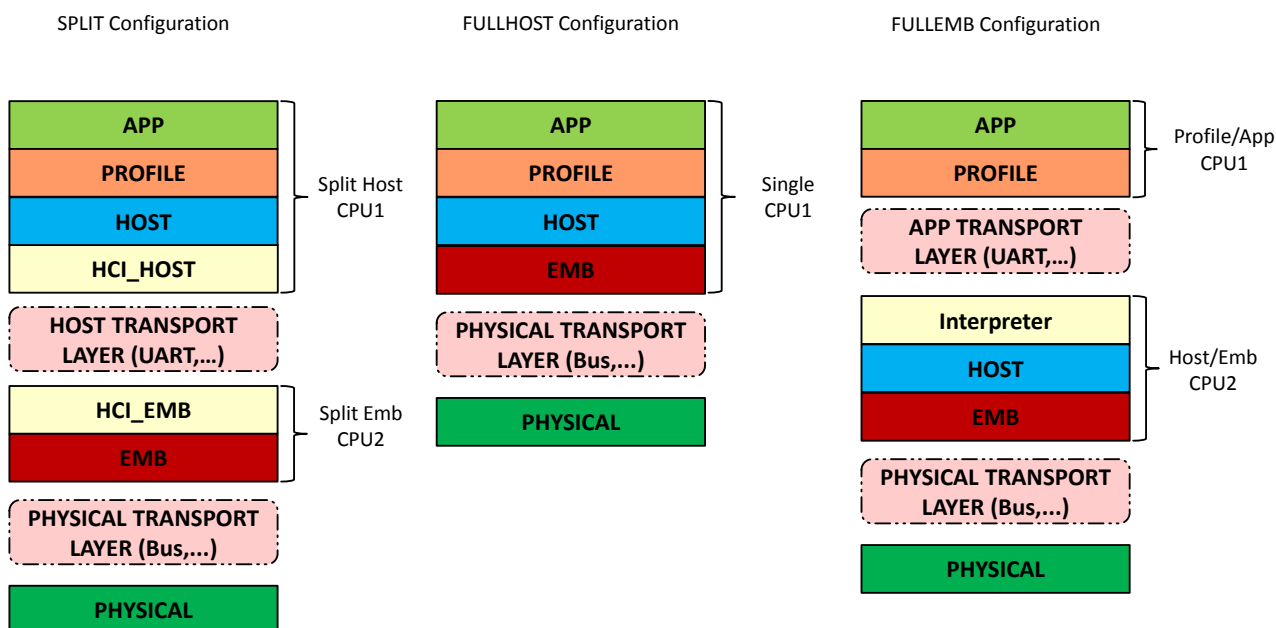 SPLIT Configuration
FULLHOST Configuration
FULLEMB Configuration
APP
PROFILE
HOST
HCI_HOST
Split Host
CPU1
HOST TRANSPORT
LAYER (UART,...)
HCI_EMB
EMB
Split Emb
CPU2
PHYSICAL TRANSPORT
LAYER (Bus,...)
PHYSICAL
APP
PROFILE
HOST
EMB
Single
CPU1
PHYSICAL TRANSPORT
LAYER (Bus,...)
PHYSICAL
APP
PROFILE
Profile/App
CPU1
APP TRANSPORT
LAYER (UART,...)
Interpreter
HOST
EMB
Host/Emb
CPU2
PHYSICAL TRANSPORT
LAYER (Bus,...)
PHYSICAL